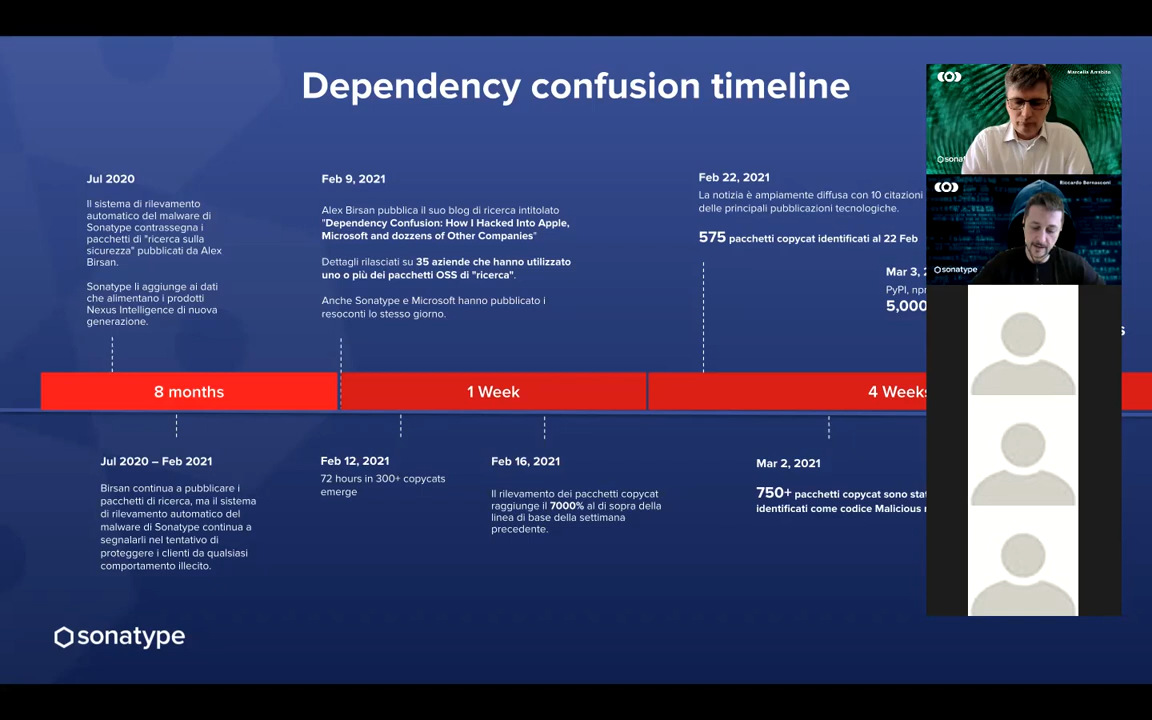 Dependency confusion timeline
Jul 2020
Il sistema di rilevamento
automatico del malware di
Sonatype contrassegna i
pacchetti di "ricerca sulla
sicurezza" pubblicati da Alex
Birsan.
Sonatype li aggiunge ai dati
che alimentano i prodotti
Nexus Intelligence di nuova
generazione.
Feb 9, 2021
Alex Birsan pubblica il suo blog di ricerca intitolato
"Dependency Confusion: How I Hacked Into Apple,
Microsoft and dozzens of Other Companies"
Dettagli rilasciati su 35 aziende che hanno utilizzato
uno o più dei pacchetti OSS di "ricerca".
Anche Sonatype e Microsoft hanno pubblicato i
resoconti lo stesso giorno.
Feb 22, 2021
La notizia è ampiamente diffusa con 10 citazioni
delle principali pubblicazioni tecnologiche.
575 pacchetti copycat identificati al 22 Feb
Mar 3, 2
PyPI, npm
5,000
s
8 months
1 Week
4 Weeks
Jul 2020 – Feb 2021
Birsan continua a pubblicare i
pacchetti di ricerca, ma il sistema
di rilevamento automatico del
malware di Sonatype continua a
segnalarli nel tentativo di
proteggere i clienti da qualsiasi
comportamento illecito.
Feb 12, 2021
72 hours in 300+ copycats
emerge
Feb 16, 2021
Il rilevamento dei pacchetti copycat
raggiunge il 7000% al di sopra della
linea di base della settimana
precedente.
Mar 2, 2021
750+ pacchetti copycat sono stat
identificati come codice Malicious
sonatype
Marcello Arrabito
sonat
Riccardo Bernasconi
sonatype